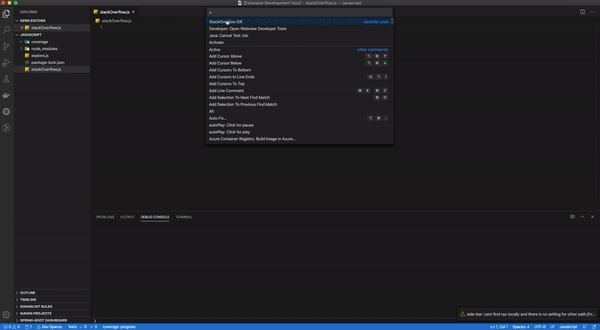 [Extension Development Host] — stackOverflow.js — javascript
EXPLORER
OPEN EDITORS
stackOverflow.js
JAVASCRIPT
coverage
node_modules
explore.js
package-lock.json
stackOverflow.js
stackOverflow.js
stackOverflow.js
1
>
StackOverflow IDE
recently used
Developer: Open Webview Developer Tools
Java: Cancel Test Job
Activate
Active
other commands
Add Cursor Above
Add Cursor Below
Add Cursors To Bottom
Add Cursors to Line Ends
Add Cursors To Top
Add Line Comment
Add Selection To Next Find Match
Add Selection To Previous Find Match
All
Auto Fix...
autoPlay: Click for pause
autoPlay: Click for play
Azure Container Registry: Build Image in Azure...
PROBLEMS
OUTPUT
DEBUG CONSOLE
TERMINAL
OUTLINE
TIMELINE
SONARLINT RULES
MAVEN PROJECTS
SPRING-BOOT DASHBOARD
side-bar: cant find nyc locally and there is no setting for other path,
Dev Spaces
Tools
coverage-progress
Ln 1, Col 1
Spaces: 4
UTF-8
LF
JavaScript